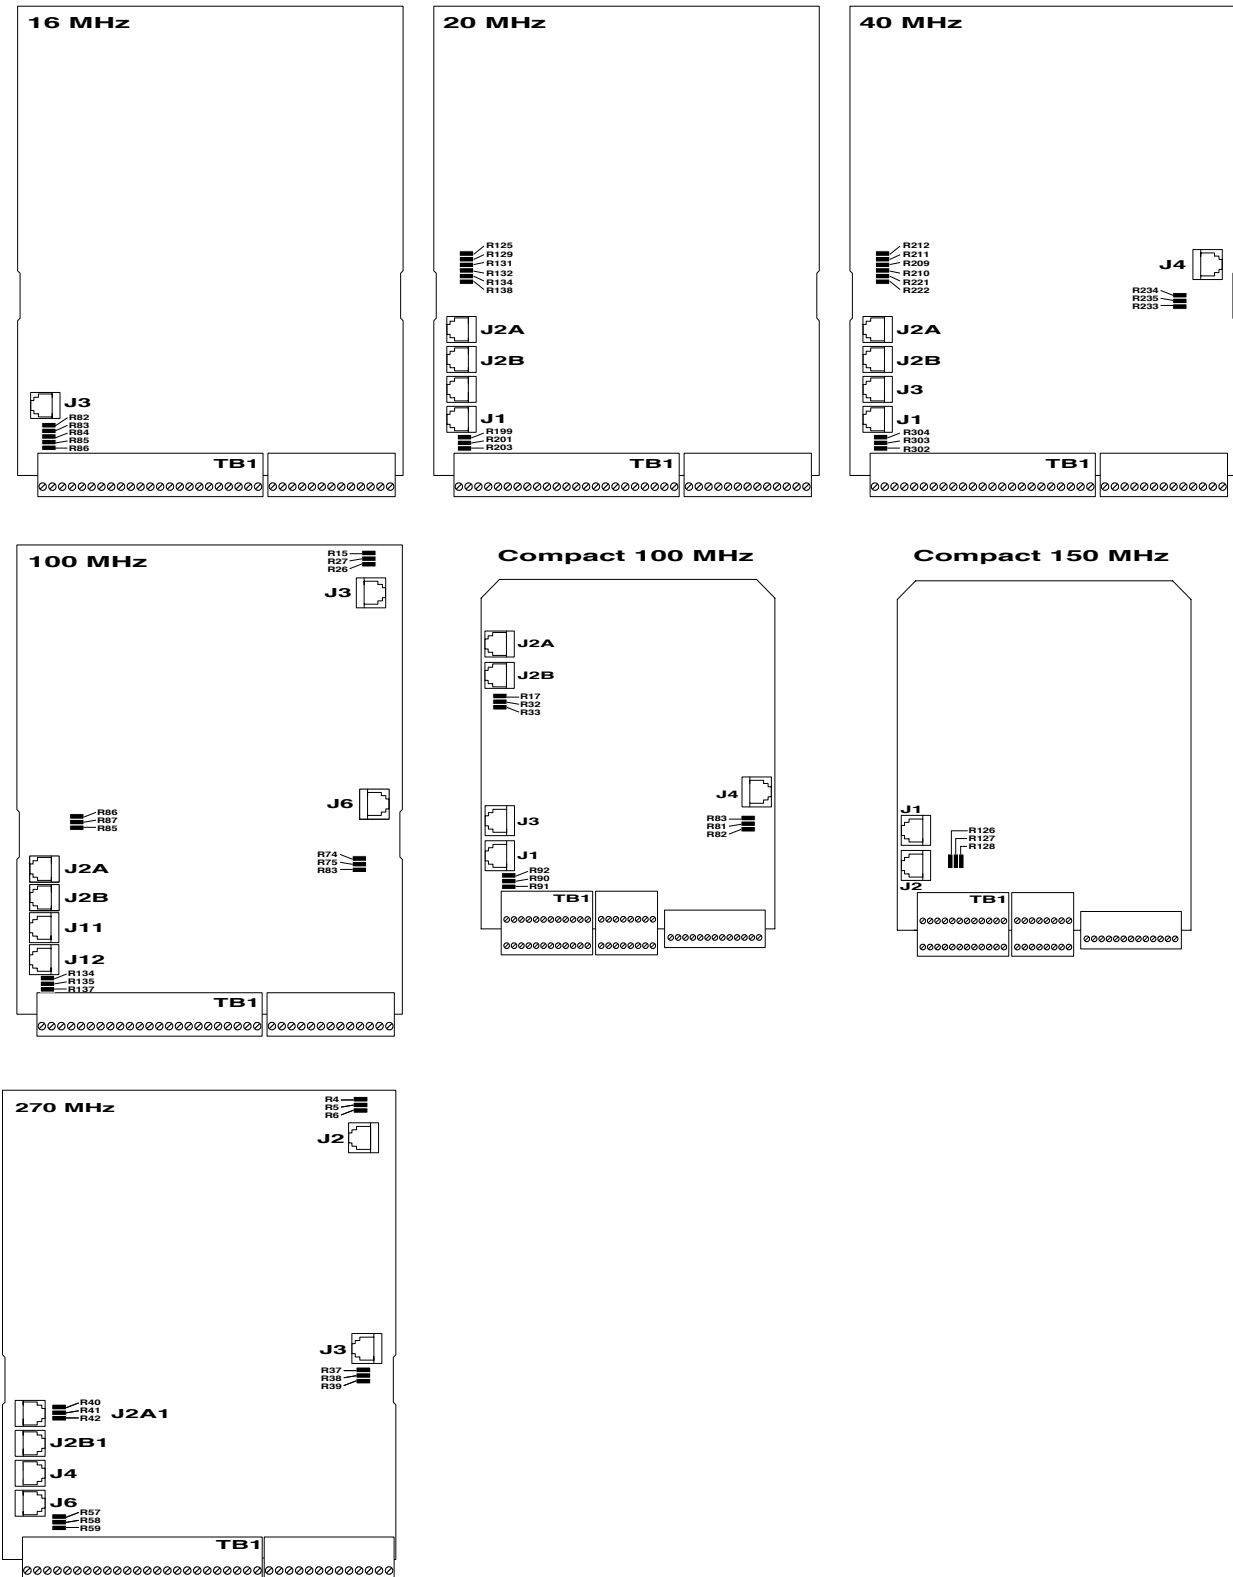 16 MHz
J3
R82
R83
R84
R85
R86
TB1
20 MHz
R125
R129
R131
R132
R134
R138
J2A
J2B
J1
R199
R201
R203
TB1
40 MHz
R212
R211
R209
R210
R221
R222
J4
R234
R235
R233
J2A
J2B
J3
J1
R304
R303
R302
TB1
100 MHz
R15
R27
R26
J3
J6
R86
R87
R85
R74
R75
R83
J2A
J2B
J11
J12
R134
R135
R137
TB1
Compact 100 MHz
J2A
J2B
R17
R32
R33
J4
R83
R81
R82
J3
J1
R92
R90
R91
TB1
Compact 150 MHz
J1
R126
R127
R128
J2
TB1
270 MHz
R4
R5
R6
J2
J3
R37
R38
R39
R40
R41
R42
J2A1
J2B1
J4
J6
R57
R58
R59
TB1